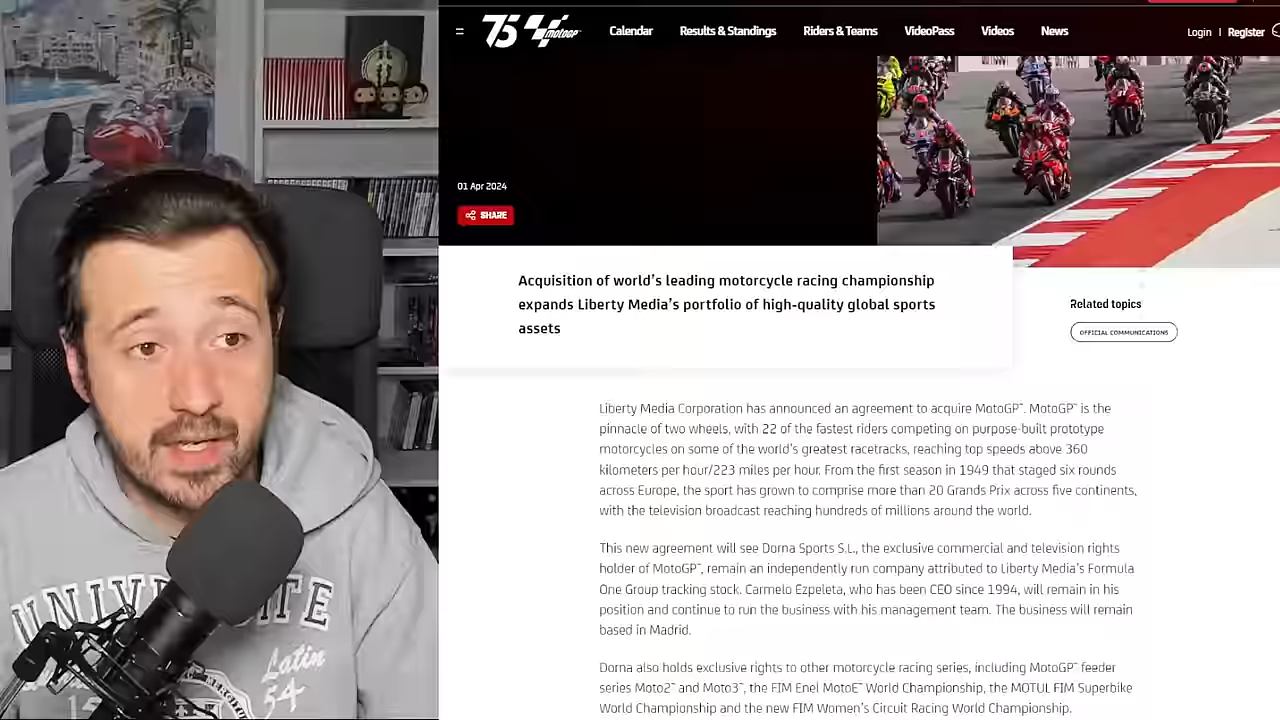 75 MotoGP Calendar Results & Standings Riders & Teams VideoPass Videos News Login | Register
01 Apr 2024
SHARE
Acquisition of world's leading motorcycle racing championship
expands Liberty Media's portfolio of high-quality global sports
assets
Related topics
OFFICIAL COMMUNICATIONS
Liberty Media Corporation has announced an agreement to acquire MotoGP™. MotoGP™ is the
pinnacle of two wheels, with 22 of the fastest riders competing on purpose-built prototype
motorcycles on some of the world's greatest racetracks, reaching top speeds above 360
kilometers per hour/223 miles per hour. From the first season in 1949 that staged six rounds
across Europe, the sport has grown to comprise more than 20 Grands Prix across five continents,
with the television broadcast reaching hundreds of millions around the world.
This new agreement will see Dorna Sports S.L., the exclusive commercial and television rights
holder of MotoGP™, remain an independently run company attributed to Liberty Media's Formula
One Group tracking stock. Carmelo Ezpeleta, who has been CEO since 1994, will remain in his
position and continue to run the business with his management team. The business will remain
based in Madrid.
Dorna also holds exclusive rights to other motorcycle racing series, including MotoGP™ feeder
series Moto2™ and Moto3™, the FIM Enel MotoE™ World Championship, the MOTUL FIM Superbike
World Championship and the new FIM Women's Circuit Racing World Championship.
Latin
54